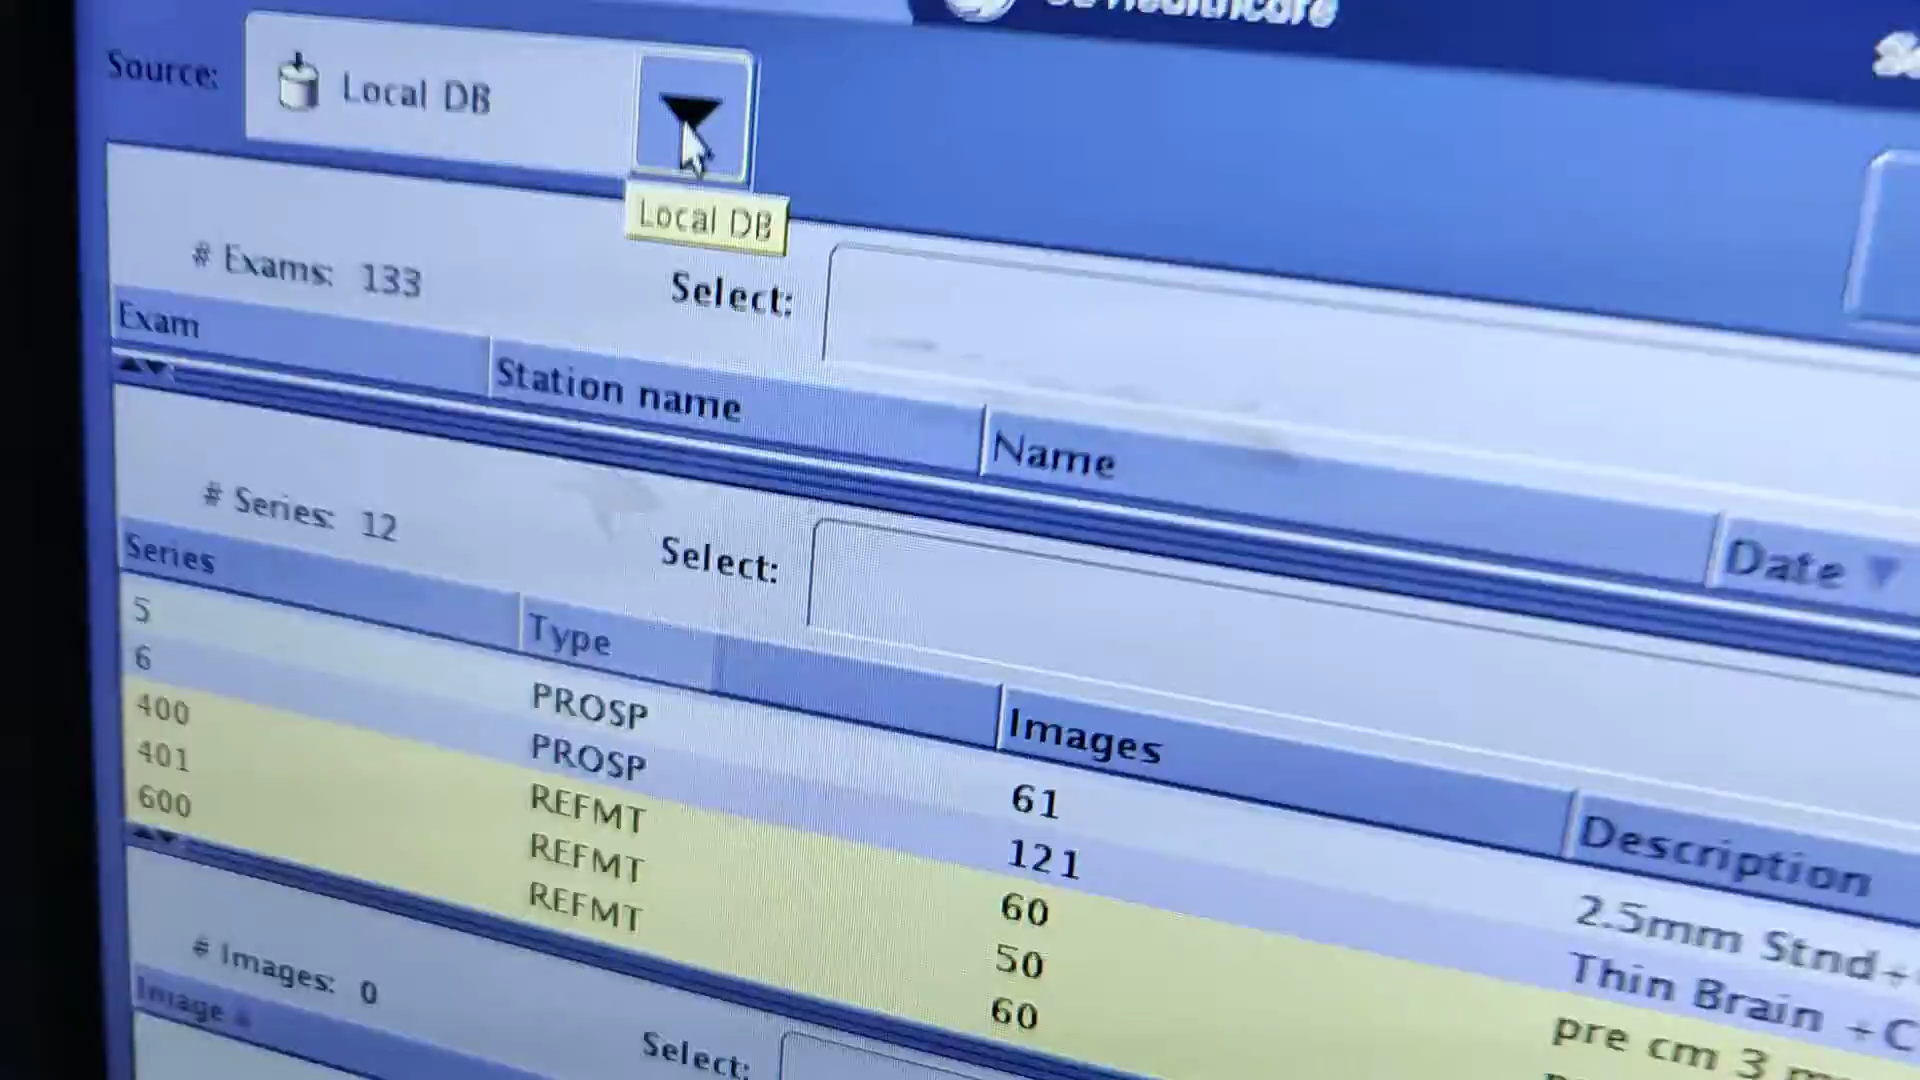 Healthcare
Source: Local DB
Local DB
# Exams: 133 Select:
Exam Station name Name Date
# Series: 12 Select:
Series Type Images Description
5 PROSP 61 2.5mm Stnd+
6 PROSP 121 Thin Brain +C
400 REFMT 60 pre cm 3
401 REFMT 50
600 REFMT 60
# Images: 0 Select:
Image